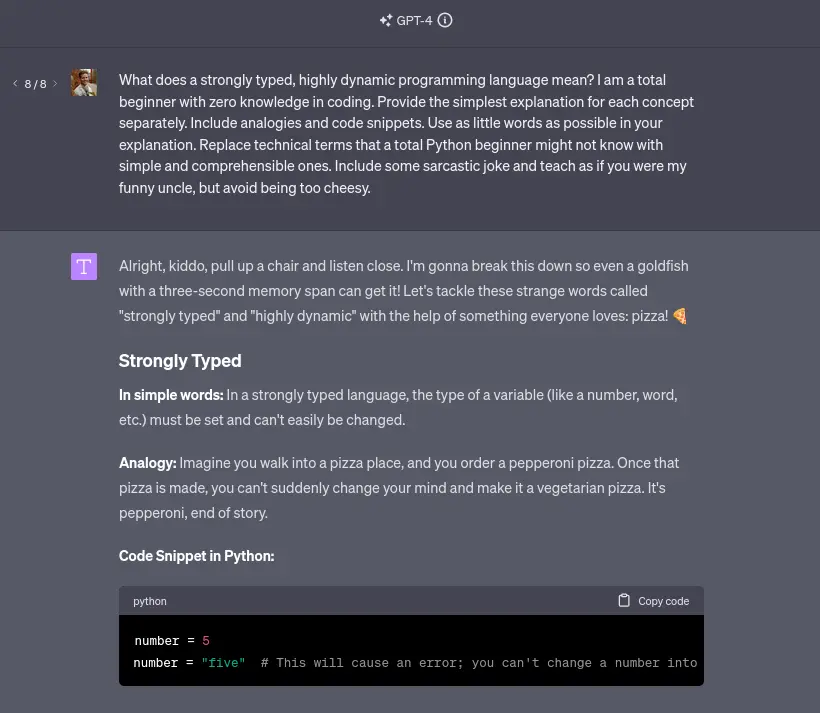 GPT-4
8/8
What does a strongly typed, highly dynamic programming language mean? I am a total
beginner with zero knowledge in coding. Provide the simplest explanation for each concept
separately. Include analogies and code snippets. Use as little words as possible in your
explanation. Replace technical terms that a total Python beginner might not know with
simple and comprehensible ones. Include some sarcastic joke and teach as if you were my
funny uncle, but avoid being too cheesy.
T
Alright, kiddo, pull up a chair and listen close. I'm gonna break this down so even a goldfish
with a three-second memory span can get it! Let's tackle these strange words called
"strongly typed" and "highly dynamic" with the help of something everyone loves: pizza! 🍕
Strongly Typed
In simple words: In a strongly typed language, the type of a variable (like a number, word,
etc.) must be set and can't easily be changed.
Analogy: Imagine you walk into a pizza place, and you order a pepperoni pizza. Once that
pizza is made, you can't suddenly change your mind and make it a vegetarian pizza. It's
pepperoni, end of story.
Code Snippet in Python:
python Copy code
number = 5
number = "five"  # This will cause an error; you can't change a number into